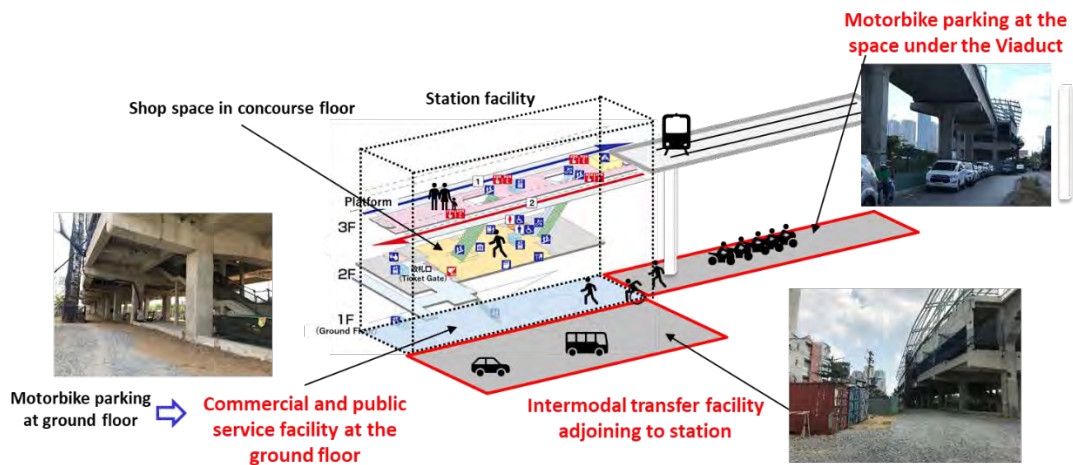 Motorbike parking at the
space under the Viaduct
Shop space in concourse floor
Station facility
1
Platform
2
3F
2F
改札口
(Ticket Gate)
1F
(Ground Fl
Motorbike parking
at ground floor
Commercial and public
service facility at the
ground floor
Intermodal transfer facility
adjoining to station